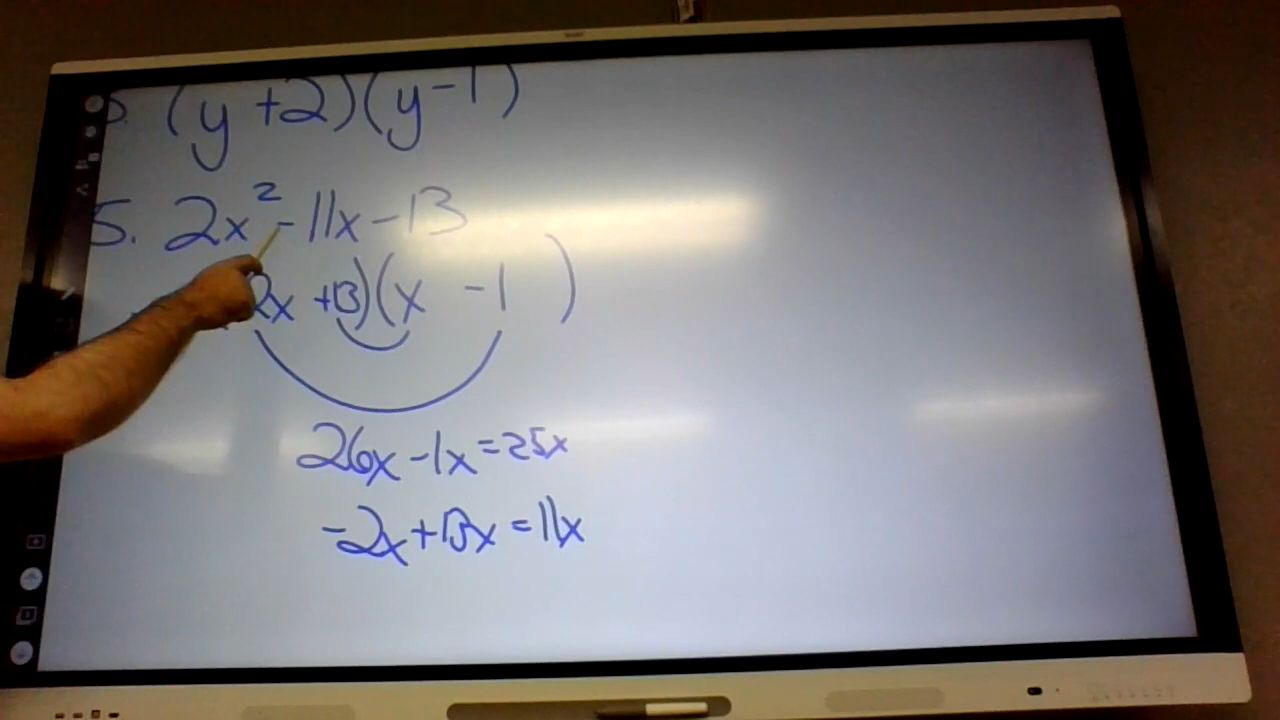 (y+2)(y-1)
5. 2x² -11x-13
2x +13)(x -1 )
26x-1x=25x
-2x+13x=11x